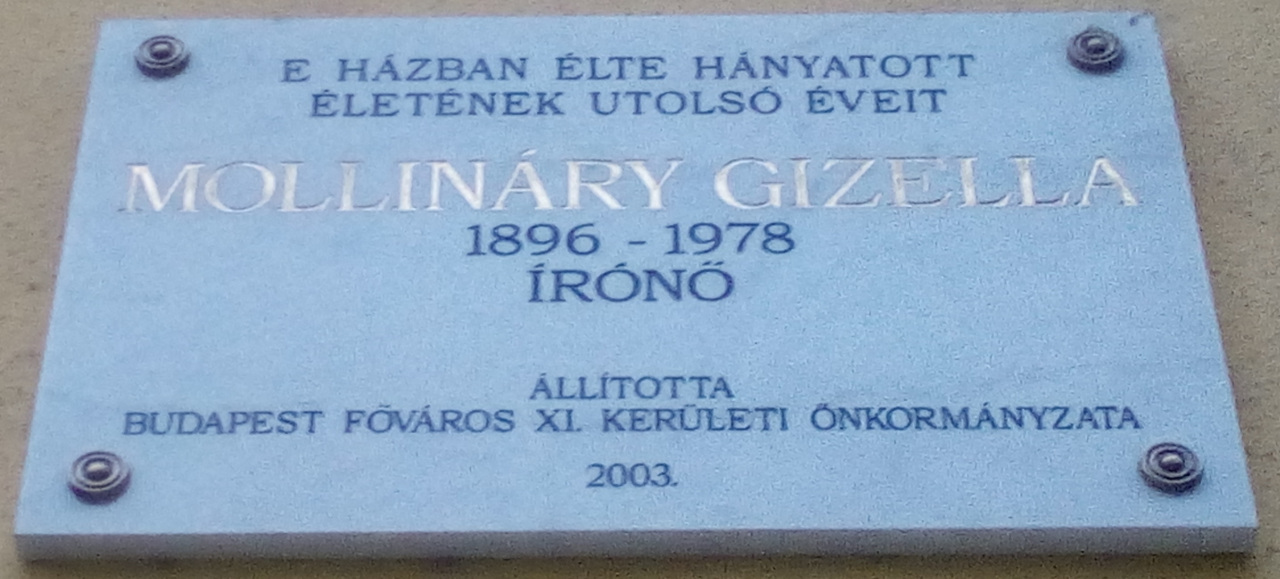 E HÁZBAN ÉLTE HÁNYATOTT
ÉLETÉNEK UTOLSÓ ÉVEIT
MOLLINÁRY GIZELLA
1896 - 1978
ÍRÓNŐ
ÁLLÍTOTTA
BUDAPEST FŐVÁROS XI. KERÜLETI ÖNKORMÁNYZATA
2003.